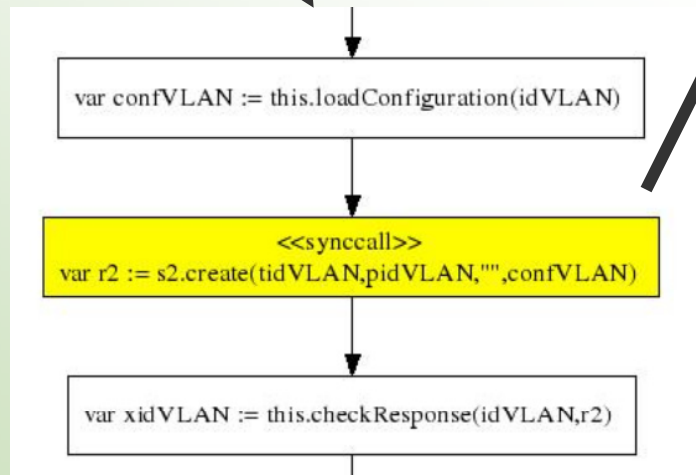 var confVLAN := this.loadConfiguration(idVLAN)
<<synccall>>
var r2 := s2.create(tidVLAN,pidVLAN,"",confVLAN)
var xidVLAN := this.checkResponse(idVLAN,r2)